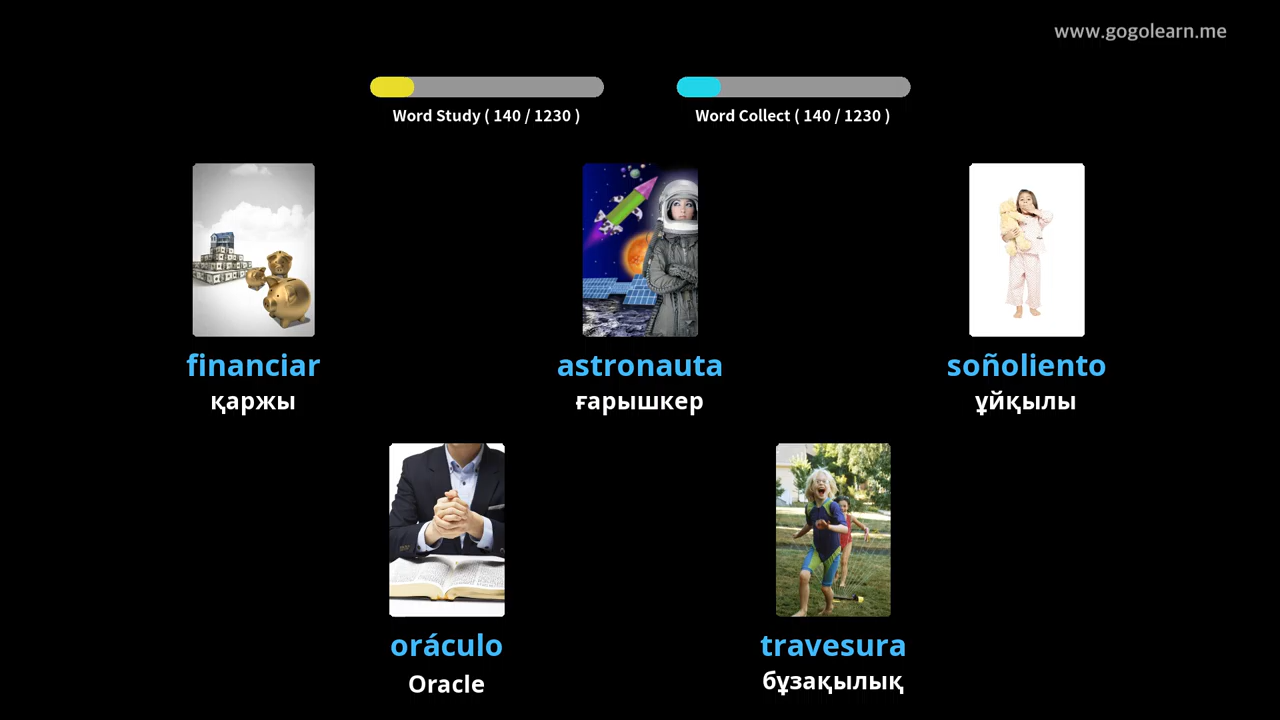 www.gogolearn.me
Word Study ( 140 / 1230 )
Word Collect ( 140 / 1230 )
financiar
қаржы
astronauta
ғарышкер
soñoliento
ұйқылы
oráculo
Oracle
travesura
бұзақылық